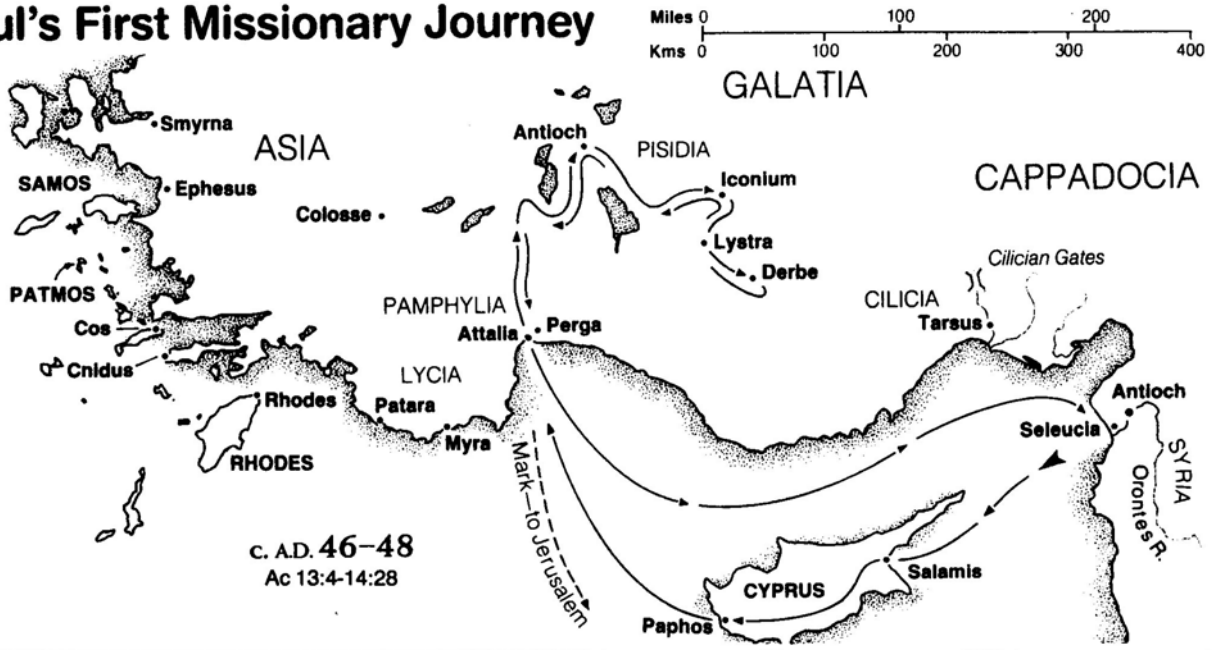 ul's First Missionary Journey
Miles 0 100 200
Kms 0 100 200 300 400
GALATIA
Smyrna
ASIA
Antioch
PISIDIA
CAPPADOCIA
SAMOS
Ephesus
Iconium
Colosse
Lystra
Cilician Gates
Derbe
PATMOS
PAMPHYLIA
CILICIA
Cos
Attalia
Perga
Tarsus
Cnidus
LYCIA
Rhodes
Patara
Antioch
Myra
Seleucia
RHODES
SYRIA
Orontes R.
Mark—to Jerusalem
c. A.D. 46–48
Ac 13:4-14:28
Salamis
CYPRUS
Paphos